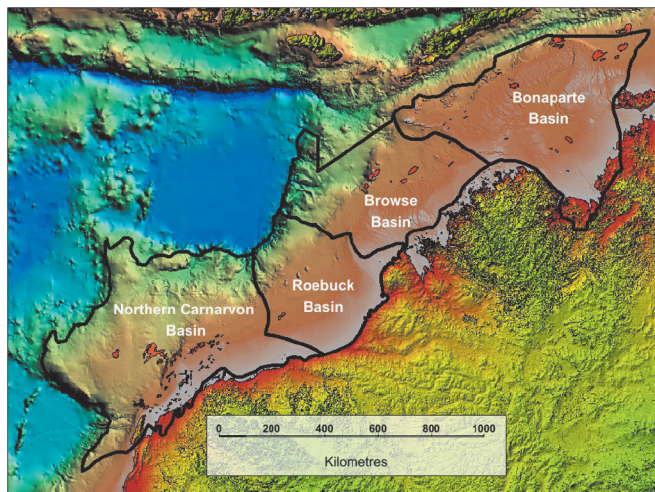 Bonaparte
Basin
Browse
Basin
Roebuck
Basin
Northern Carnarvon
Basin
0 200 400 600 800 1000
Kilometres